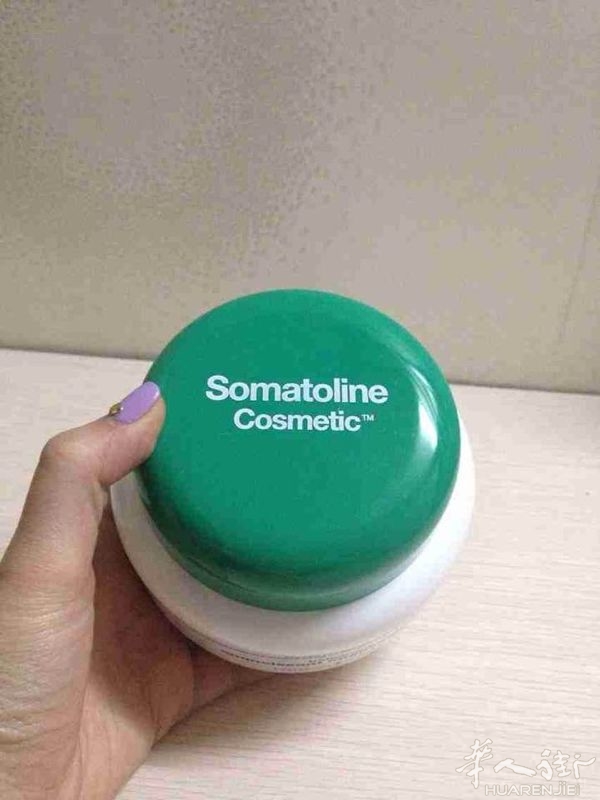 Somatoline
Cosmetic™
华人街
HUARENJIE